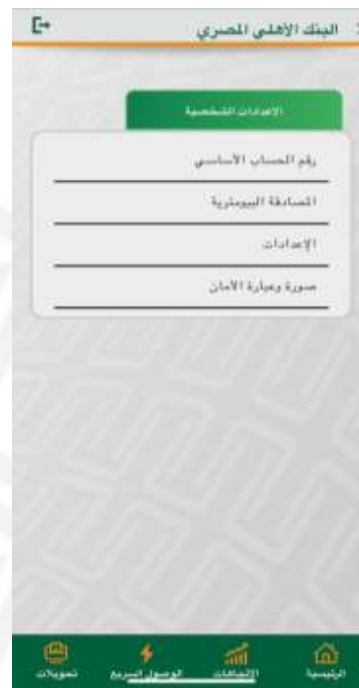 البنك الأهلي المصري
الإعدادات الشخصية
رقم الحساب الأساسي
المصادقة البيومترية
الإعدادات
صورة وعبارة الأمان
الرئيسية
الإتجاهات
الوصول السريع
تحويلات